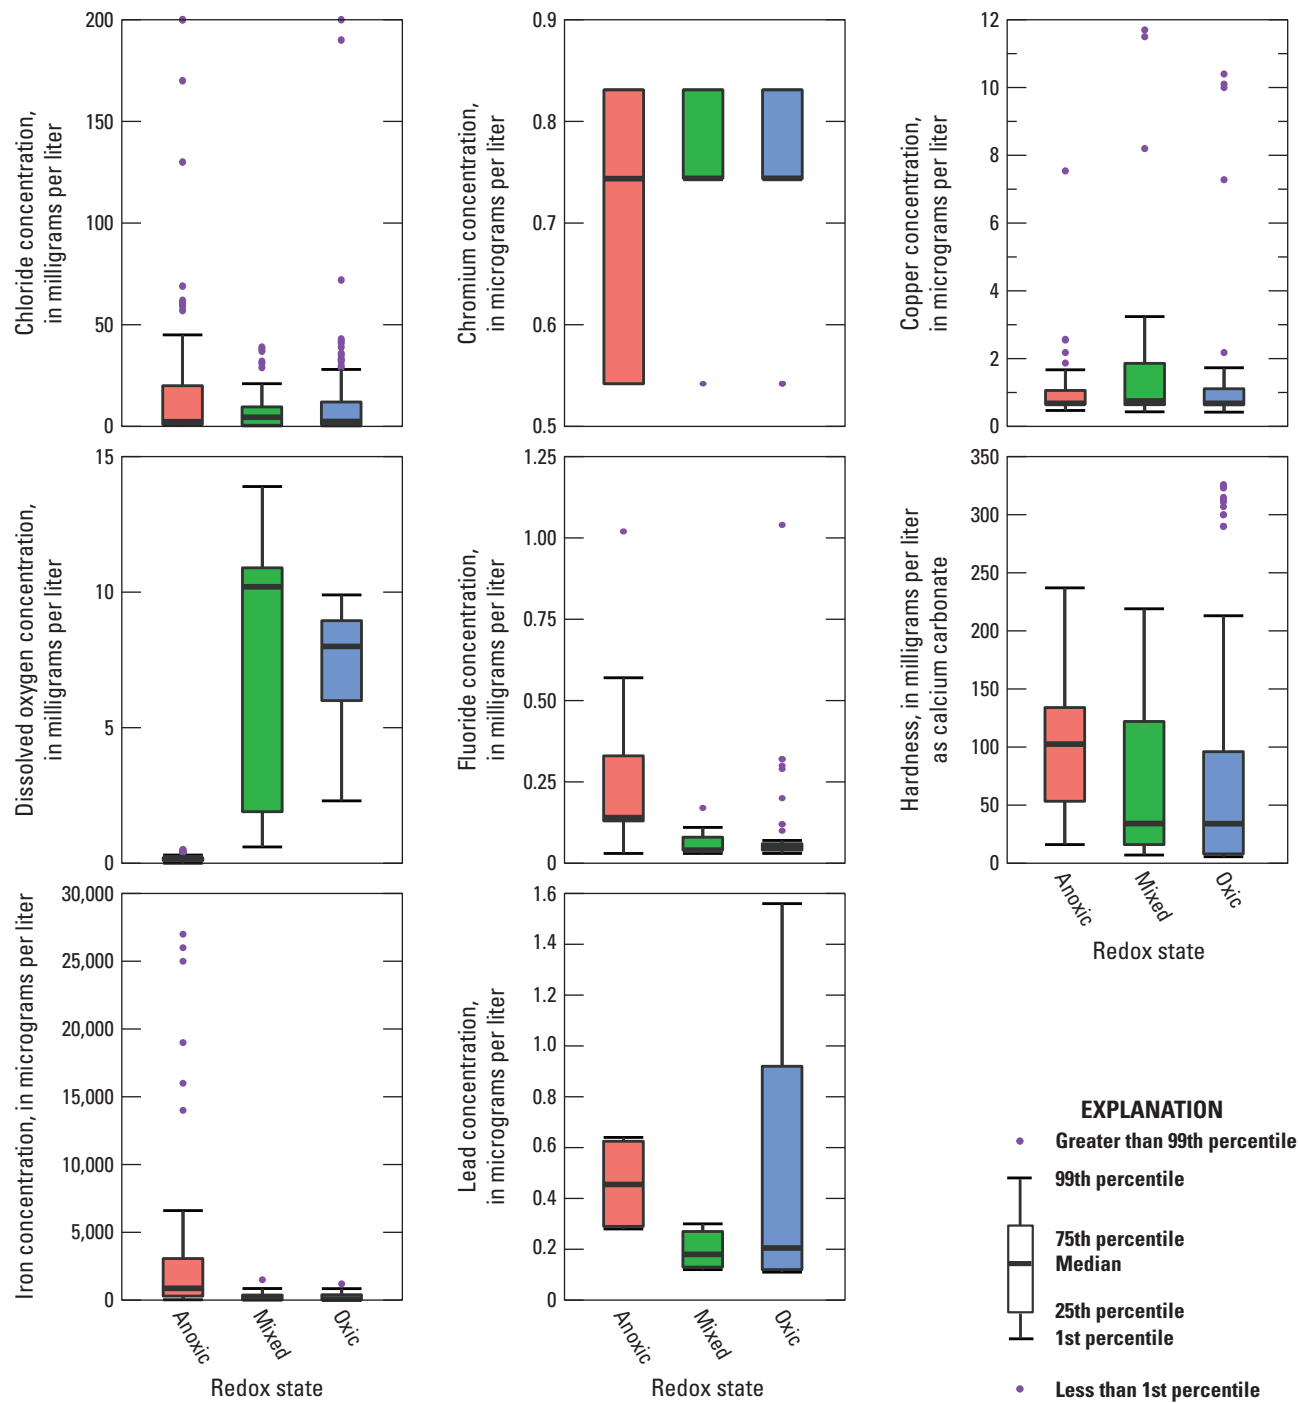 Chloride concentration,
in milligrams per liter
200
150
100
50
0
Chromium concentration,
in micrograms per liter
0.9
0.8
0.7
0.6
0.5
Copper concentration,
in micrograms per liter
12
10
8
6
4
2
0
Dissolved oxygen concentration,
in milligrams per liter
15
10
5
0
Fluoride concentration,
in milligrams per liter
1.25
1.00
0.75
0.50
0.25
0
Hardness, in milligrams per liter
as calcium carbonate
350
300
250
200
150
100
50
0
Anoxic
Mixed
Oxic
Redox state
Iron concentration, in micrograms per liter
30,000
25,000
20,000
15,000
10,000
5,000
0
Anoxic
Mixed
Oxic
Redox state
Lead concentration,
in micrograms per liter
1.6
1.4
1.2
1.0
0.8
0.6
0.4
0.2
0
Anoxic
Mixed
Oxic
Redox state
EXPLANATION
Greater than 99th percentile
99th percentile
75th percentile
Median
25th percentile
1st percentile
Less than 1st percentile